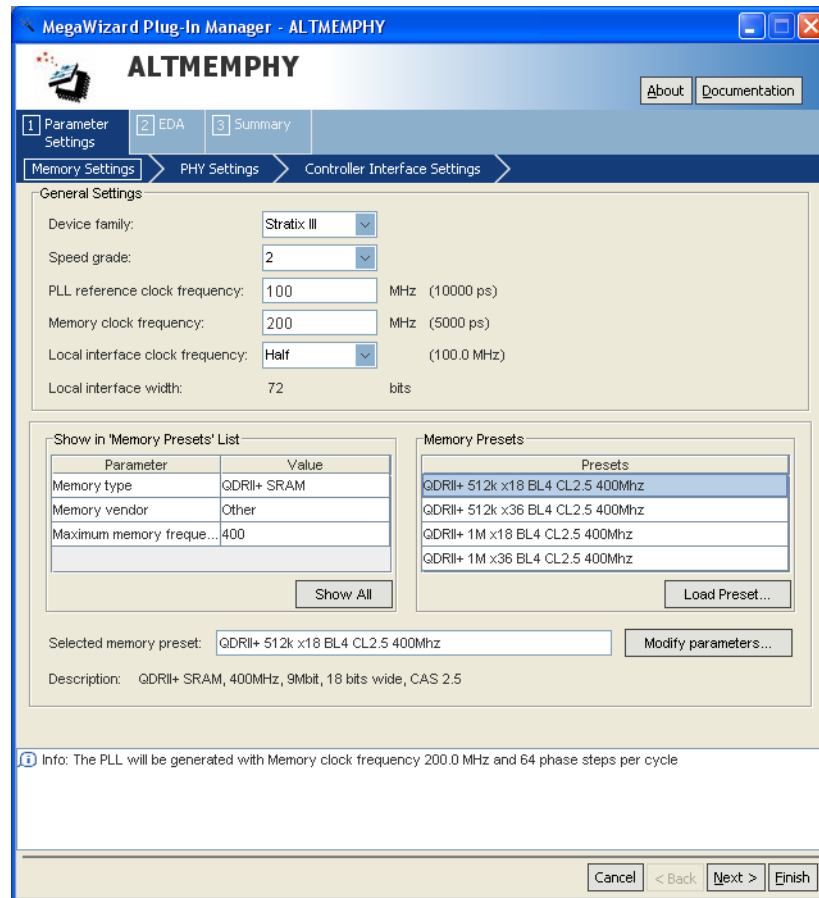 MegaWizard Plug-In Manager - ALTMEMPHY
ALTMEMPHY
About Documentation
1 Parameter Settings 2 EDA 3 Summary
Memory Settings PHY Settings Controller Interface Settings
General Settings
Device family: Stratix III
Speed grade: 2
PLL reference clock frequency: 100 MHz (10000 ps)
Memory clock frequency: 200 MHz (5000 ps)
Local interface clock frequency: Half (100.0 MHz)
Local interface width: 72 bits
Show in 'Memory Presets' List
Parameter Value
Memory type QDRII+ SRAM
Memory vendor Other
Maximum memory freque... 400
Show All
Memory Presets
Presets
QDRII+ 512k x18 BL4 CL2.5 400Mhz
QDRII+ 512k x36 BL4 CL2.5 400Mhz
QDRII+ 1M x18 BL4 CL2.5 400Mhz
QDRII+ 1M x36 BL4 CL2.5 400Mhz
Load Preset...
Selected memory preset: QDRII+ 512k x18 BL4 CL2.5 400Mhz Modify parameters...
Description: QDRII+ SRAM, 400MHz, 9Mbit, 18 bits wide, CAS 2.5
Info: The PLL will be generated with Memory clock frequency 200.0 MHz and 64 phase steps per cycle
Cancel < Back Next > Finish